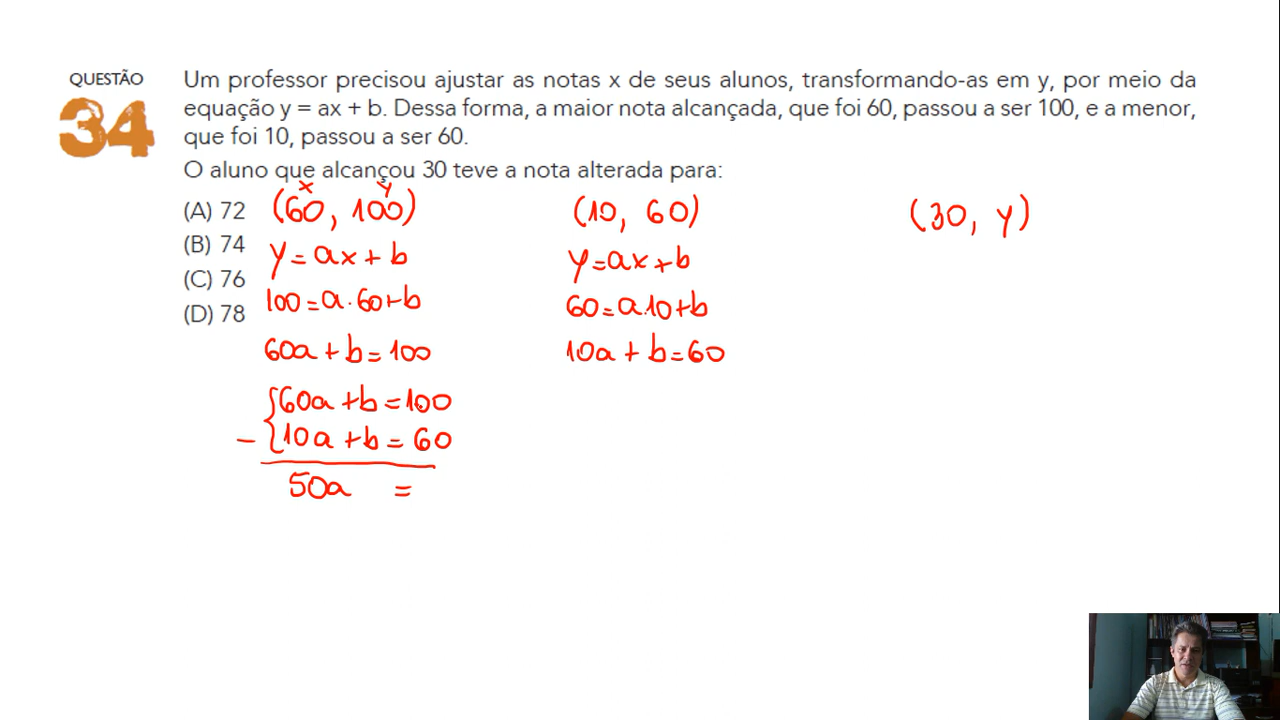 QUESTÃO
34
Um professor precisou ajustar as notas x de seus alunos, transformando-as em y, por meio da
equação y = ax + b. Dessa forma, a maior nota alcançada, que foi 60, passou a ser 100, e a menor,
que foi 10, passou a ser 60.
O aluno que alcançou 30 teve a nota alterada para:
(A) 72
(B) 74
(C) 76
(D) 78
x y
(60, 100)
y = ax + b
100 = a · 60 + b
60a + b = 100
60a + b = 100
- 10a + b = 60
50a =
(10, 60)
y = ax + b
60 = a.10 + b
10a + b = 60
(30, y)